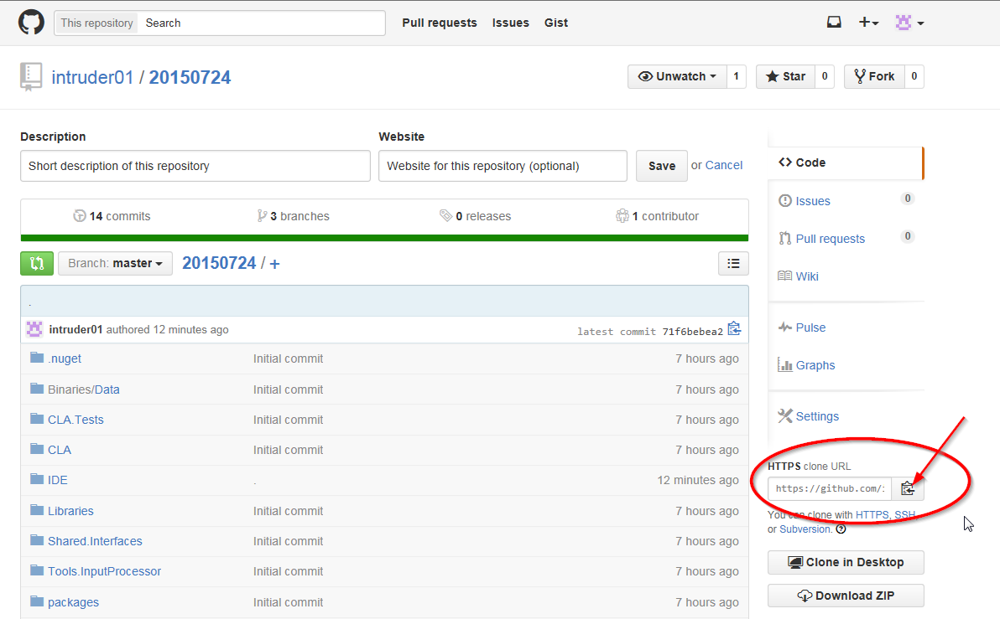 This repository Search Pull requests Issues Gist
intruder01 / 20150724 Unwatch 1 Star 0 Fork 0
Description Website
Short description of this repository Website for this repository (optional) Save or Cancel
14 commits 3 branches 0 releases 1 contributor
Branch: master 20150724 / +
.
intruder01 authored 12 minutes ago latest commit 71f6bebea2
.nuget Initial commit 7 hours ago
Binaries/Data Initial commit 7 hours ago
CLA.Tests Initial commit 7 hours ago
CLA Initial commit 7 hours ago
IDE . 12 minutes ago
Libraries Initial commit 7 hours ago
Shared.Interfaces Initial commit 7 hours ago
Tools.InputProcessor Initial commit 7 hours ago
packages Initial commit 7 hours ago
Code
Issues 0
Pull requests 0
Wiki
Pulse
Graphs
Settings
HTTPS clone URL
https://github.com/
You can clone with HTTPS, SSH,
or Subversion.
Clone in Desktop
Download ZIP